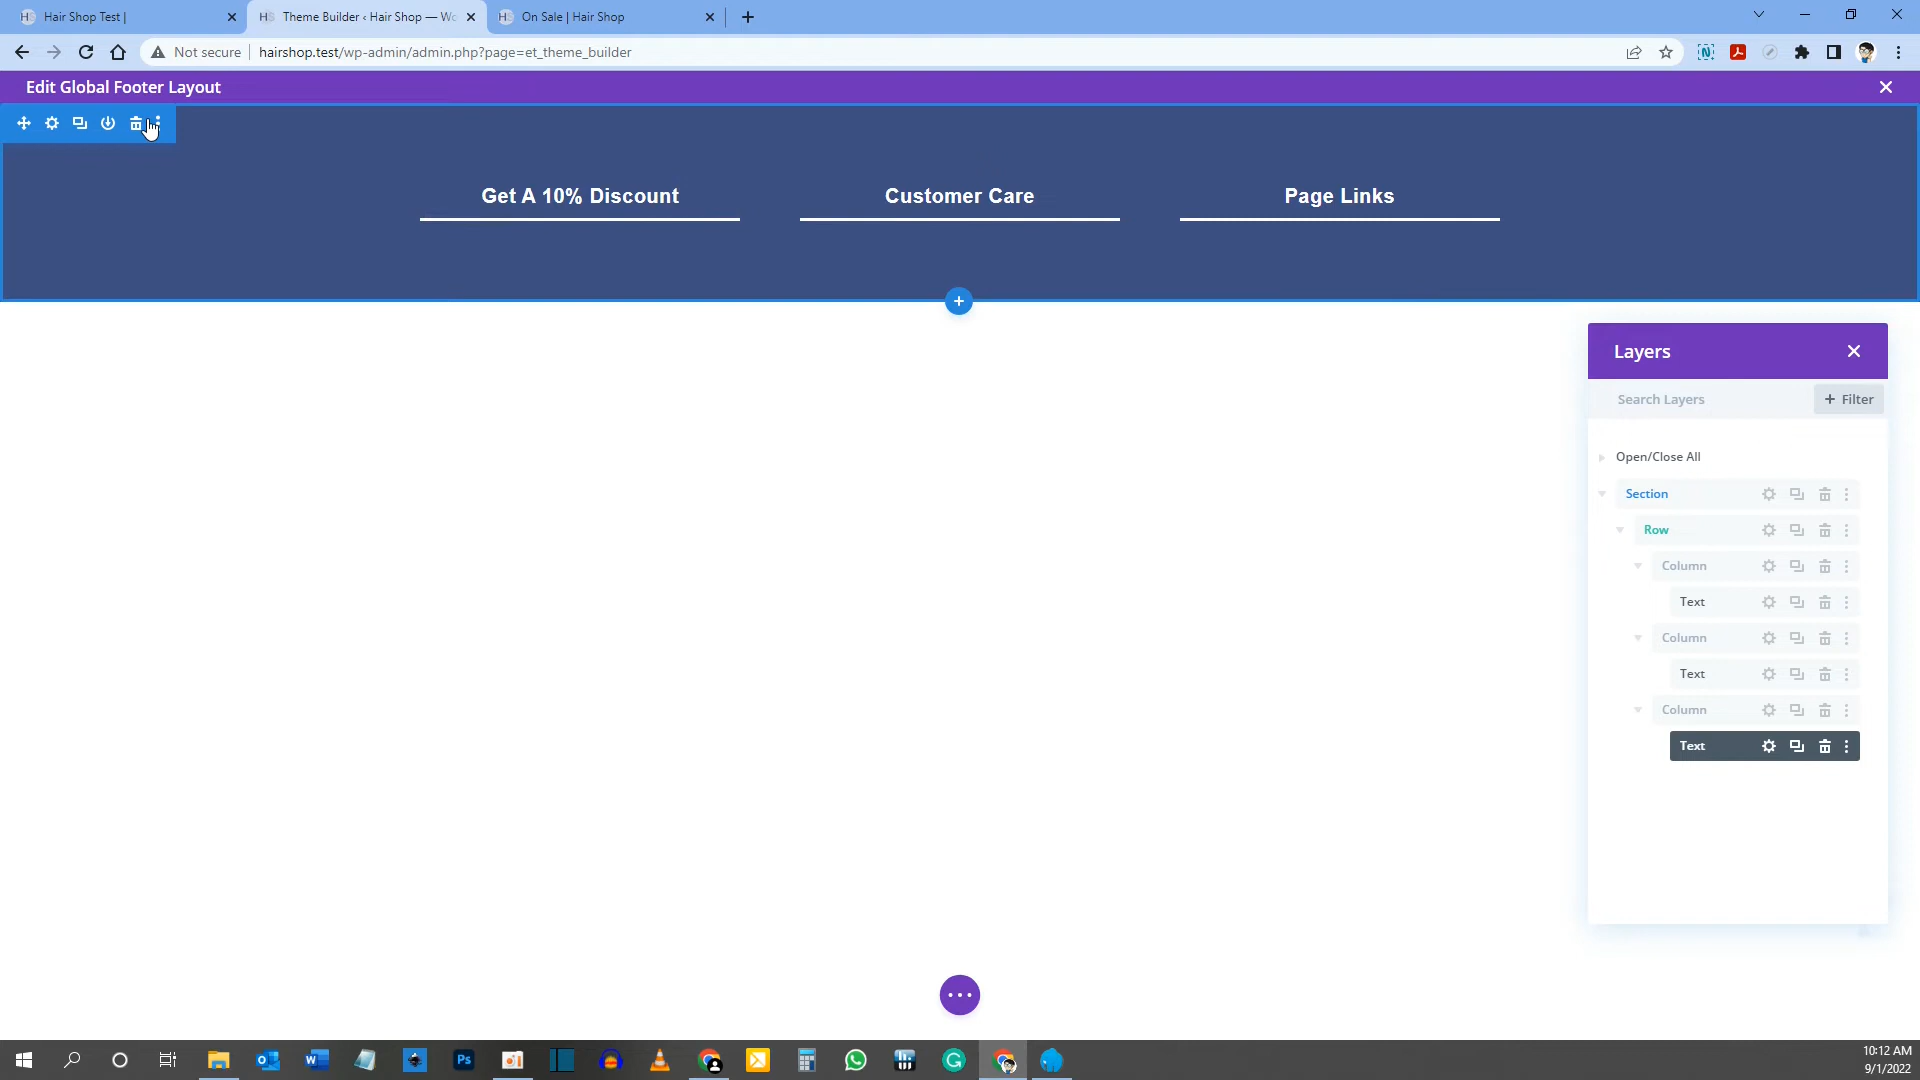 Hair Shop Test |
Theme Builder ‹ Hair Shop — Wo
On Sale | Hair Shop
Not secure
hairshop.test/wp-admin/admin.php?page=et_theme_builder
Edit Global Footer Layout
Get A 10% Discount
Customer Care
Page Links
Layers
Search Layers
+ Filter
Open/Close All
Section
Row
Column
Text
Column
Text
Column
Text
10:12 AM
9/1/2022